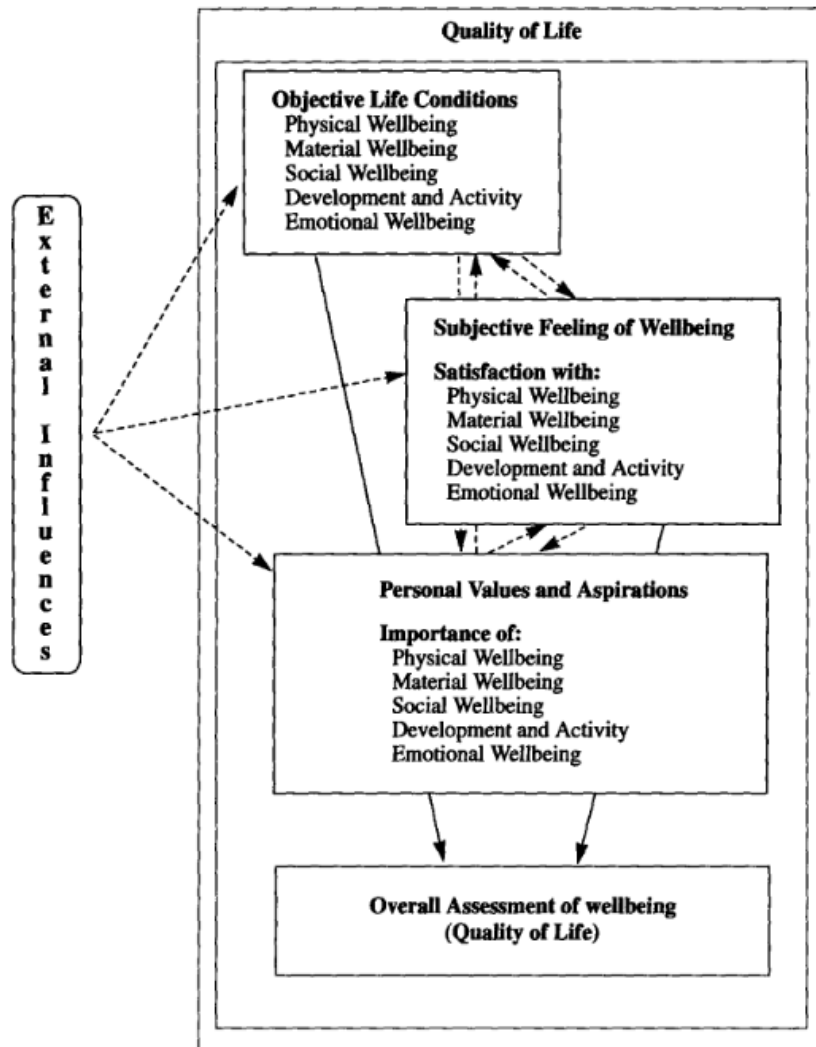 Quality of Life
Objective Life Conditions
Physical Wellbeing
Material Wellbeing
Social Wellbeing
Development and Activity
Emotional Wellbeing
External Influences
Subjective Feeling of Wellbeing
Satisfaction with:
Physical Wellbeing
Material Wellbeing
Social Wellbeing
Development and Activity
Emotional Wellbeing
Personal Values and Aspirations
Importance of:
Physical Wellbeing
Material Wellbeing
Social Wellbeing
Development and Activity
Emotional Wellbeing
Overall Assessment of wellbeing
(Quality of Life)